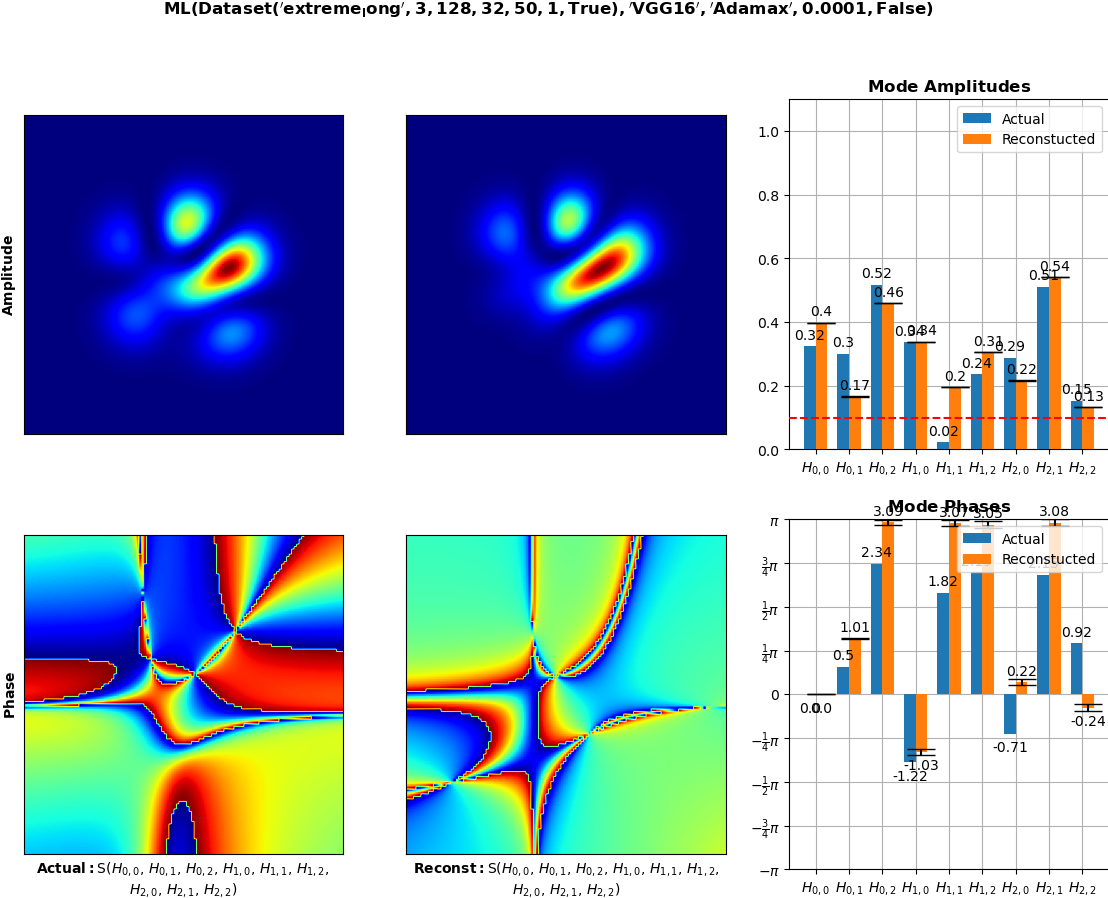 ML(Dataset('extreme_long', 3, 128, 32, 50, 1, True), 'VGG16', 'Adamax', 0.0001, False)
Amplitude
Mode Amplitudes
Actual
Reconstucted
1.0
0.8
0.6
0.4
0.2
0.0
0.32
0.4
0.3
0.17
0.52
0.46
0.34
0.34
0.02
0.2
0.24
0.31
0.29
0.22
0.51
0.54
0.15
0.13
H0,0 H0,1 H0,2 H1,0 H1,1 H1,2 H2,0 H2,1 H2,2
Phase
Actual: S(H0,0, H0,1, H0,2, H1,0, H1,1, H1,2,
H2,0, H2,1, H2,2)
Reconst: S(H0,0, H0,1, H0,2, H1,0, H1,1, H1,2,
H2,0, H2,1, H2,2)
Mode Phases
Actual
Reconstucted
π
3/4π
1/2π
1/4π
0
−1/4π
−1/2π
−3/4π
−π
0.0
0.0
0.5
1.01
2.34
3.09
-1.22
-1.03
1.82
3.07
3.05
-0.71
0.22
3.08
0.92
-0.24
H0,0 H0,1 H0,2 H1,0 H1,1 H1,2 H2,0 H2,1 H2,2